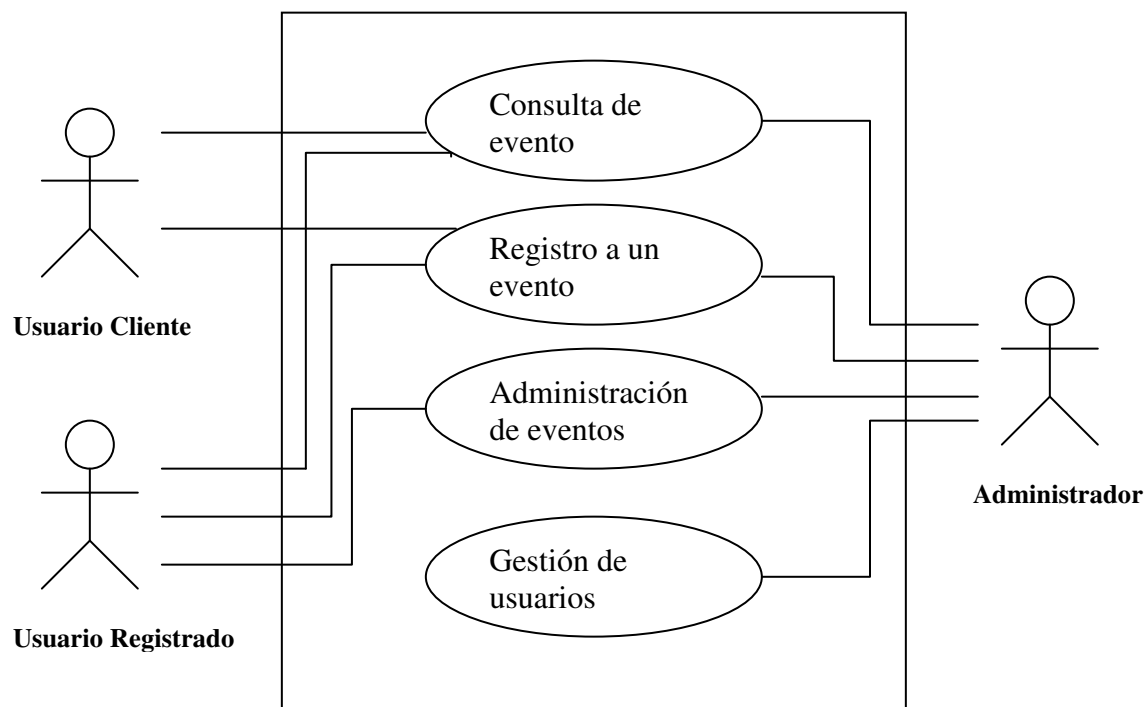 Consulta de
evento
Registro a un
evento
Usuario Cliente
Administración
de eventos
Administrador
Gestión de
usuarios
Usuario Registrado